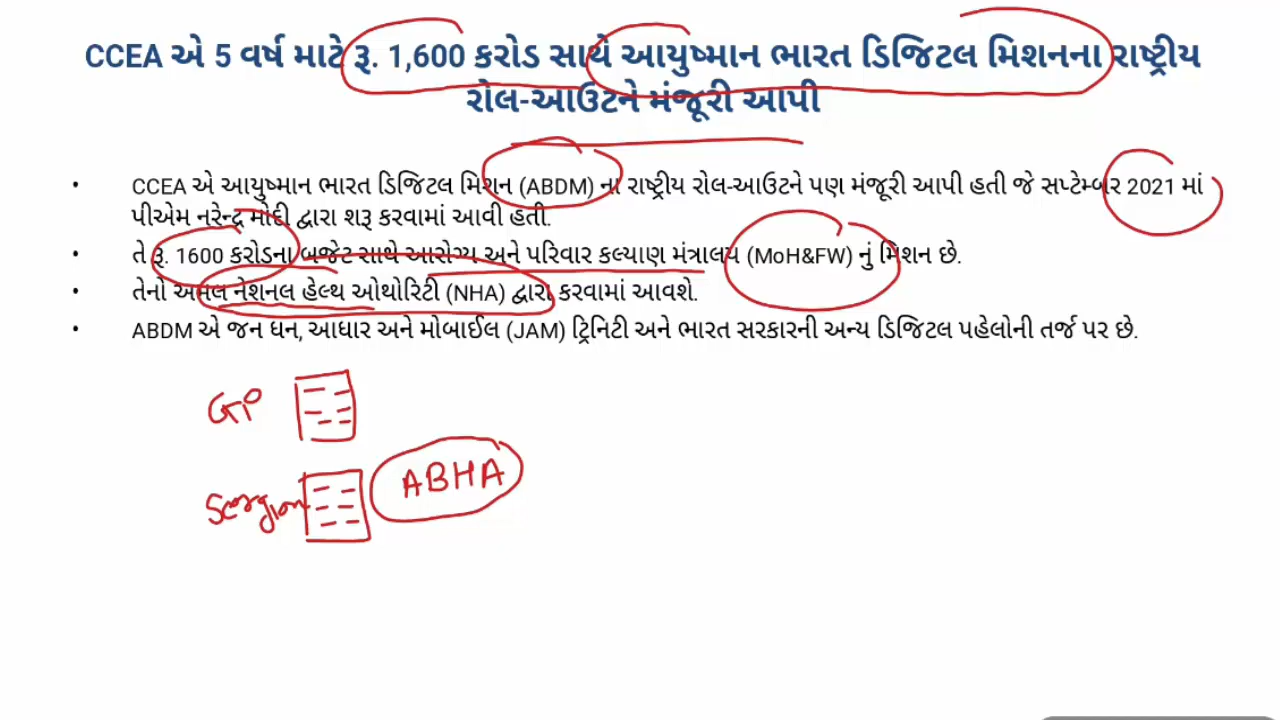 CCEA એ 5 વર્ષ માટે રૂ. 1,600 કરોડ સાથે આયુષ્માન ભારત ડિજિટલ મિશનના રાષ્ટ્રીય
રોલ-આઉટને મંજૂરી આપી
• CCEA એ આયુષ્માન ભારત ડિજિટલ મિશન (ABDM) ના રાષ્ટ્રીય રોલ-આઉટને પણ મંજૂરી આપી હતી જે સપ્ટેમ્બર 2021 માં
પીએમ નરેન્દ્ર મોદી દ્વારા શરૂ કરવામાં આવી હતી.
• તે રૂ. 1600 કરોડના બજેટ સાથે આરોગ્ય અને પરિવાર કલ્યાણ મંત્રાલય (MoH&FW) નું મિશન છે.
• તેનો અમલ નેશનલ હેલ્થ ઓથોરિટી (NHA) દ્વારા કરવામાં આવશે.
• ABDM એ જન ધન, આધાર અને મોબાઈલ (JAM) ટ્રિનિટી અને ભારત સરકારની અન્ય ડિજિટલ પહેલોની તર્જ પર છે.
ABHA